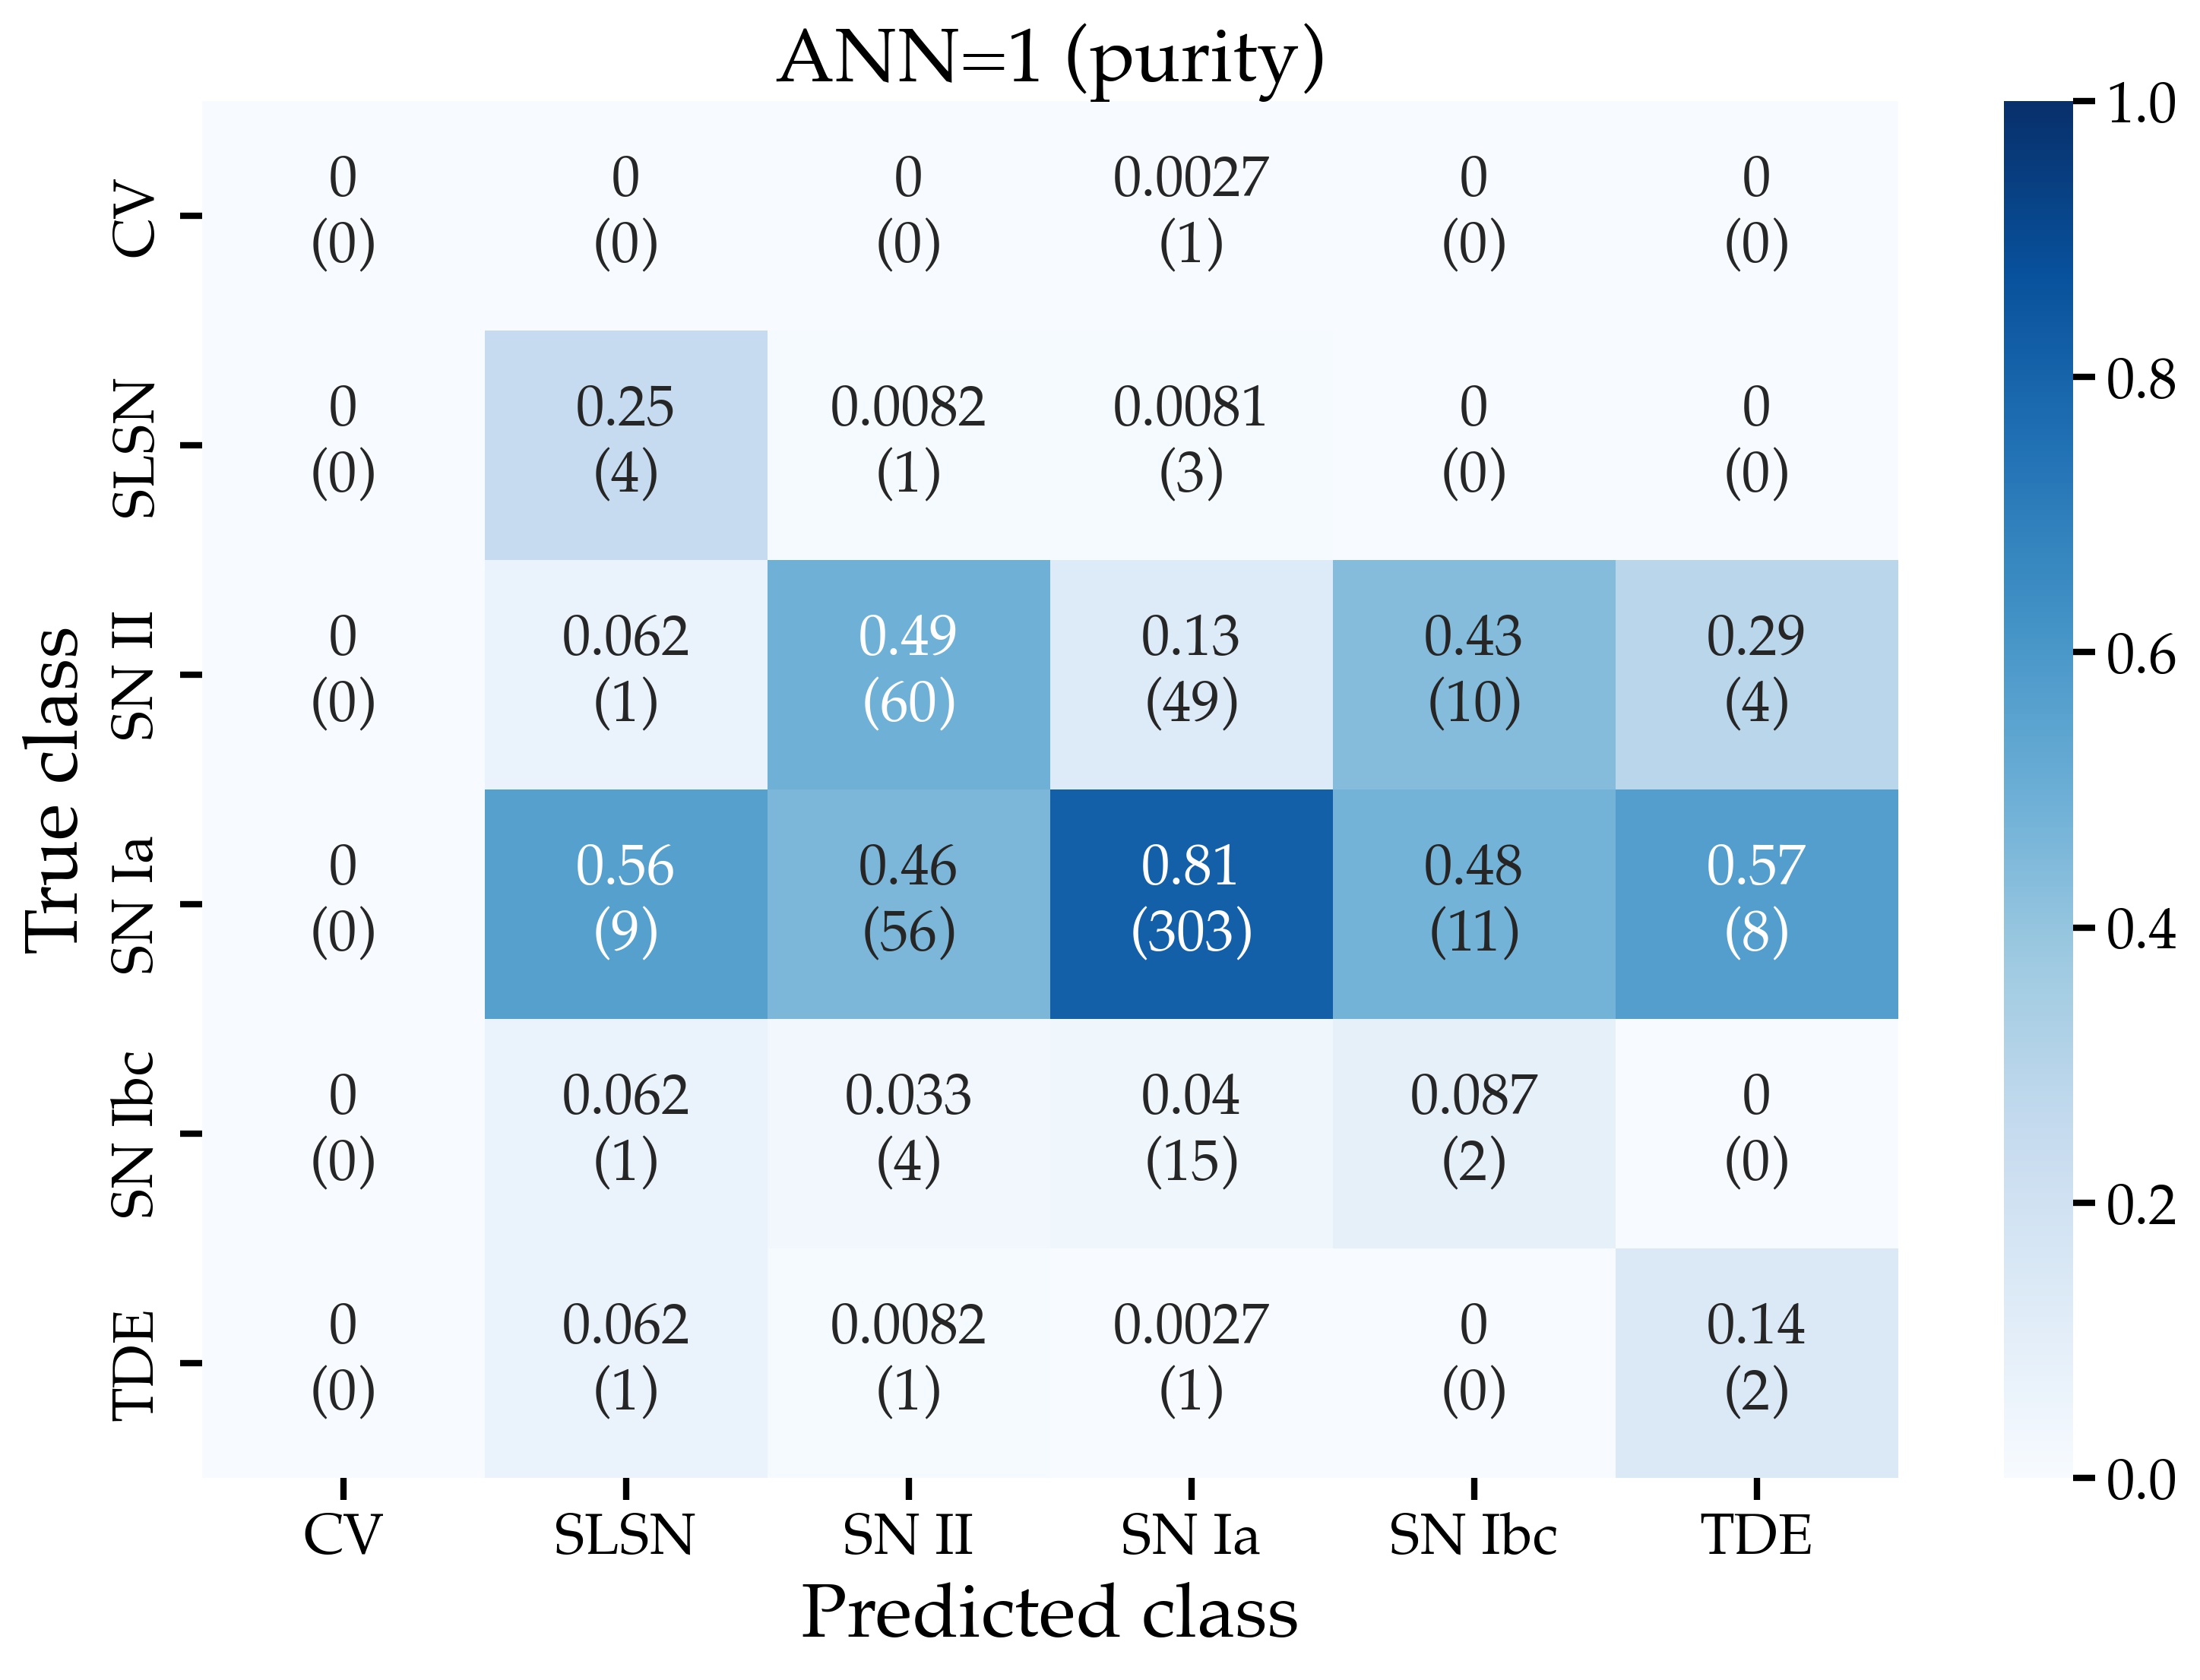 ANN=1 (purity)
True class
CV
0 0 0 0.0027 0 0
(0) (0) (0) (1) (0) (0)
SLSN
0 0.25 0.0082 0.0081 0 0
(0) (4) (1) (3) (0) (0)
SN II
0 0.062 0.49 0.13 0.43 0.29
(0) (1) (60) (49) (10) (4)
SN Ia
0 0.56 0.46 0.81 0.48 0.57
(0) (9) (56) (303) (11) (8)
SN Ibc
0 0.062 0.033 0.04 0.087 0
(0) (1) (4) (15) (2) (0)
TDE
0 0.062 0.0082 0.0027 0 0.14
(0) (1) (1) (1) (0) (2)
CV SLSN SN II SN Ia SN Ibc TDE
Predicted class
1.0
0.8
0.6
0.4
0.2
0.0